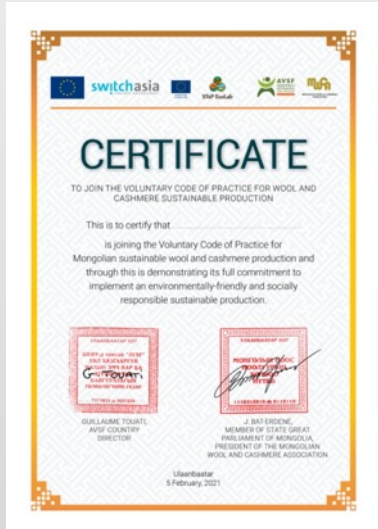 switchasia
AVSF
CERTIFICATE
TO JOIN THE VOLUNTARY CODE OF PRACTICE FOR WOOL AND
CASHMERE SUSTAINABLE PRODUCTION
This is to certify that
is joining the Voluntary Code of Practice for
Mongolian sustainable wool and cashmere production and
through this is demonstrating its full commitment to
implement an environmentally-friendly and socially
responsible sustainable production.
G. TOUATI
GUILLAUME TOUATI,
AVSF COUNTRY
DIRECTOR
J. BAT-ERDENE,
MEMBER OF STATE GREAT
PARLIAMENT OF MONGOLIA,
PRESIDENT OF THE MONGOLIAN
WOOL AND CASHMERE ASSOCIATION
Ulaanbaatar
5 February, 2021